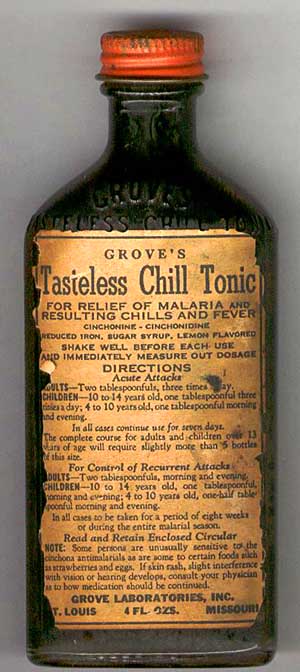 GROVE'S
TASTELESS CHILL TONIC
GROVE'S
Tasteless Chill Tonic
FOR RELIEF OF MALARIA AND
RESULTING CHILLS AND FEVER
CINCHONINE - CINCHONIDINE
REDUCED IRON, SUGAR SYRUP, LEMON FLAVORED
SHAKE WELL BEFORE EACH USE
AND IMMEDIATELY MEASURE OUT DOSAGE
DIRECTIONS
Acute Attacks
ADULTS—Two tablespoonfuls, three times day.
CHILDREN—10 to 14 years old, one tablespoonful three
times a day; 4 to 10 years old, one tablespoonful morning
and evening.
In all cases continue use for seven days.
The complete course for adults and children over 13
years of age will require slightly more than 5 bottles
of this size.
For Control of Recurrent Attacks
ADULTS—Two tablespoonfuls, morning and evening.
CHILDREN—10 to 14 years old, one tablespoonful,
morning and evening; 4 to 10 years old, one-half table-
spoonful morning and evening.
In all cases to be taken for a period of eight weeks
or during the entire malarial season.
Read and Retain Enclosed Circular
NOTE: Some persons are unusually sensitive to the
cinchona antimalarials as are some to certain foods such
as strawberries and eggs. If skin rash, slight interference
with vision or hearing develops, consult your physician
as to how medication should be continued.
GROVE LABORATORIES, INC.
ST. LOUIS 4 FL. OZS. MISSOURI